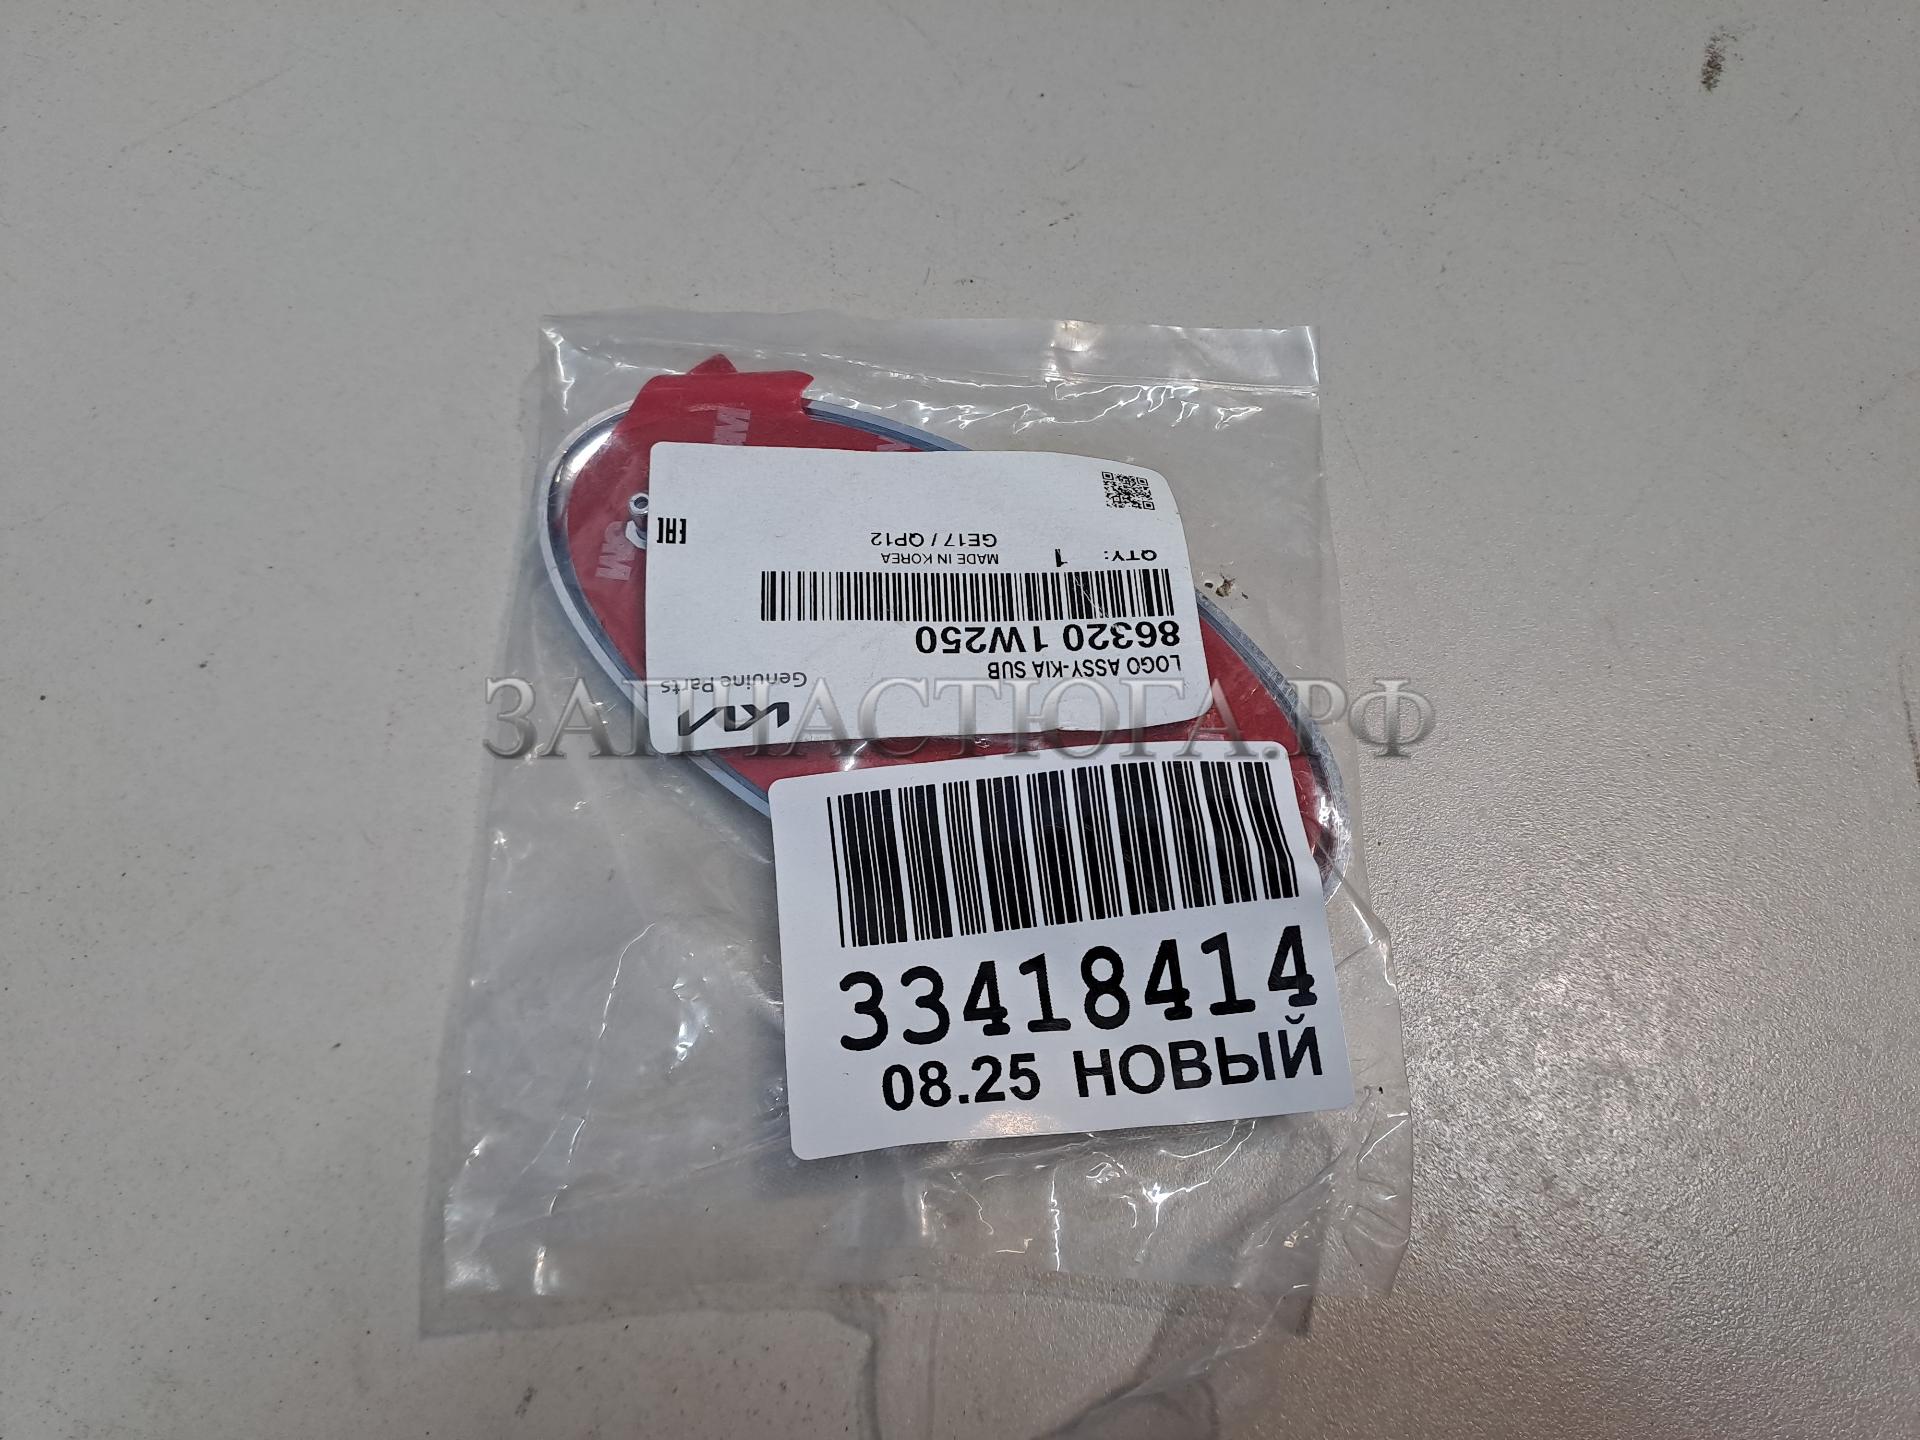 KIA
Genuine Parts
LOGO ASSY-KIA SUB
86320 1W250
QTY: 1
MADE IN KOREA
GE17 / QP12
EAC
3M
ЗАПЧАСТЮГА.РФ
33418414
08.25 НОВЫЙ